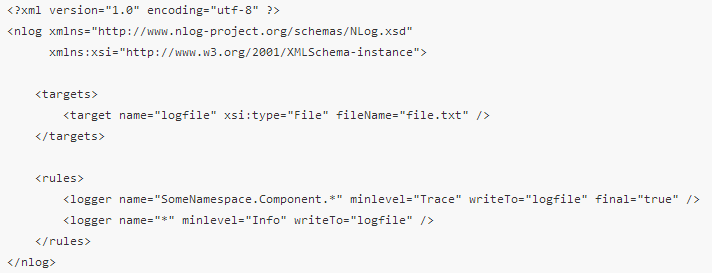 <?xml version="1.0" encoding="utf-8" ?>
<nlog xmlns="http://www.nlog-project.org/schemas/NLog.xsd"
      xmlns:xsi="http://www.w3.org/2001/XMLSchema-instance">

    <targets>
        <target name="logfile" xsi:type="File" fileName="file.txt" />
    </targets>

    <rules>
        <logger name="SomeNamespace.Component.*" minlevel="Trace" writeTo="logfile" final="true" />
        <logger name="*" minlevel="Info" writeTo="logfile" />
    </rules>
</nlog>